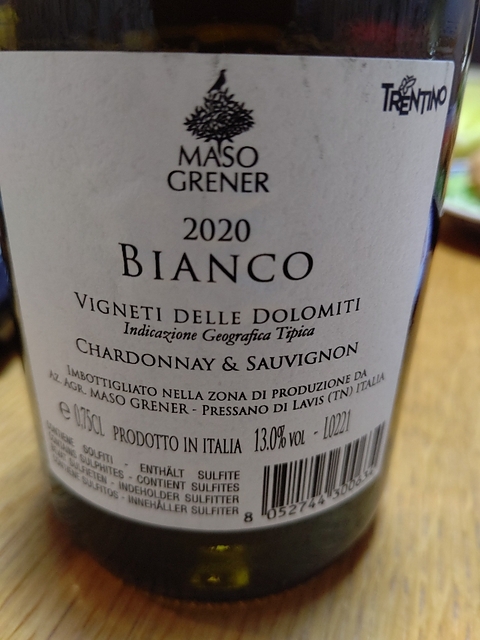 TRENTINO
MASO
GRENER
2020
BIANCO
VIGNETI DELLE DOLOMITI
Indicazione Geografica Tipica
CHARDONNAY & SAUVIGNON
IMBOTTIGLIATO NELLA ZONA DI PRODUZIONE DA
AZ. AGR. MASO GRENER - PRESSANO DI LAVIS (TN) ITALIA
e 0,75CL PRODOTTO IN ITALIA 13.0% VOL - L0221
CONTIENE SOLFITI - ENTHÄLT SULFITE
CONTAINS SULPHITES - CONTIENT SULFITES
SULFIETEN - INDEHOLDER SULFITTER
SULFITOS - INNEHÅLLER SULFITER
8 052744